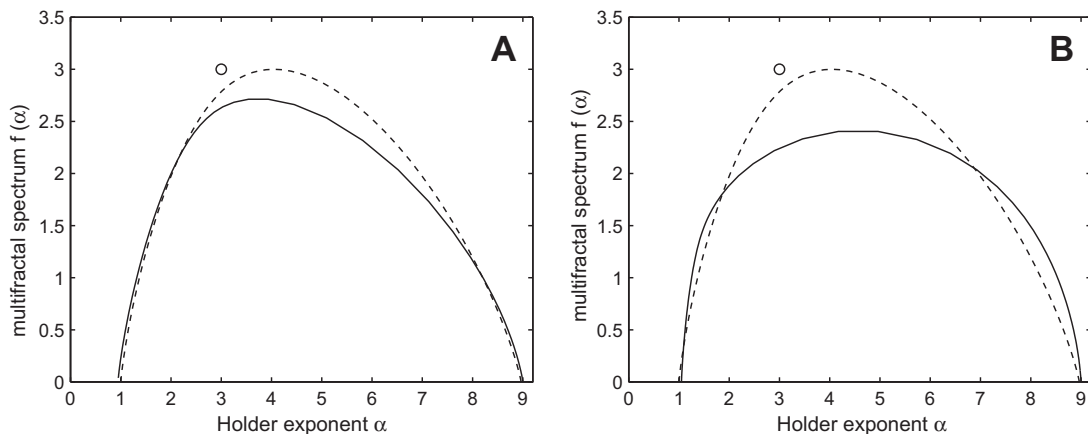 A
multifractal spectrum f (α)
3.5
3
2.5
2
1.5
1
0.5
0
0 1 2 3 4 5 6 7 8 9
Holder exponent α
B
multifractal spectrum f (α)
3.5
3
2.5
2
1.5
1
0.5
0
0 1 2 3 4 5 6 7 8 9
Holder exponent α